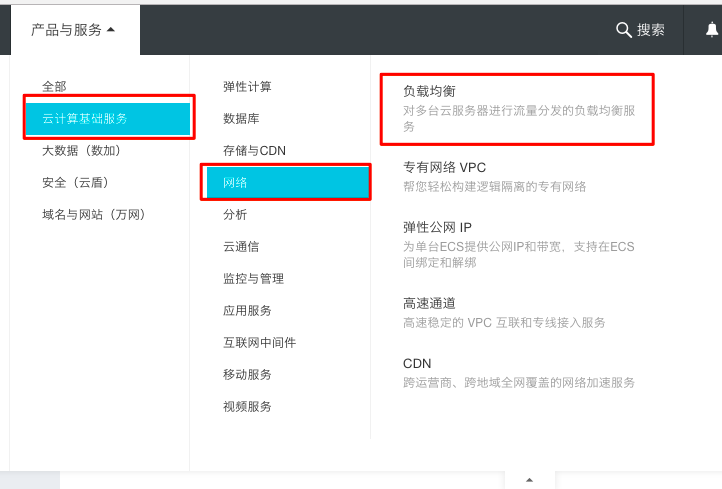 产品与服务
搜索
全部
云计算基础服务
大数据（数加）
安全（云盾）
域名与网站（万网）
弹性计算
数据库
存储与CDN
网络
分析
云通信
监控与管理
应用服务
互联网中间件
移动服务
视频服务
负载均衡
对多台云服务器进行流量分发的负载均衡服
务
专有网络 VPC
帮您轻松构建逻辑隔离的专有网络
弹性公网 IP
为单台ECS提供公网IP和带宽，支持在ECS
间绑定和解绑
高速通道
高速稳定的 VPC 互联和专线接入服务
CDN
跨运营商、跨地域全网覆盖的网络加速服务